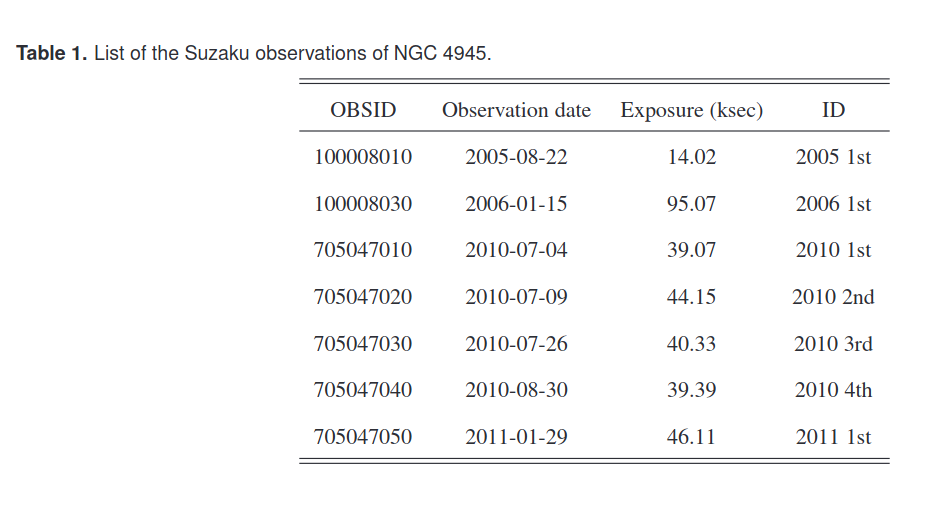 Table 1. List of the Suzaku observations of NGC 4945.
OBSID Observation date Exposure (ksec) ID
100008010 2005-08-22 14.02 2005 1st
100008030 2006-01-15 95.07 2006 1st
705047010 2010-07-04 39.07 2010 1st
705047020 2010-07-09 44.15 2010 2nd
705047030 2010-07-26 40.33 2010 3rd
705047040 2010-08-30 39.39 2010 4th
705047050 2011-01-29 46.11 2011 1st